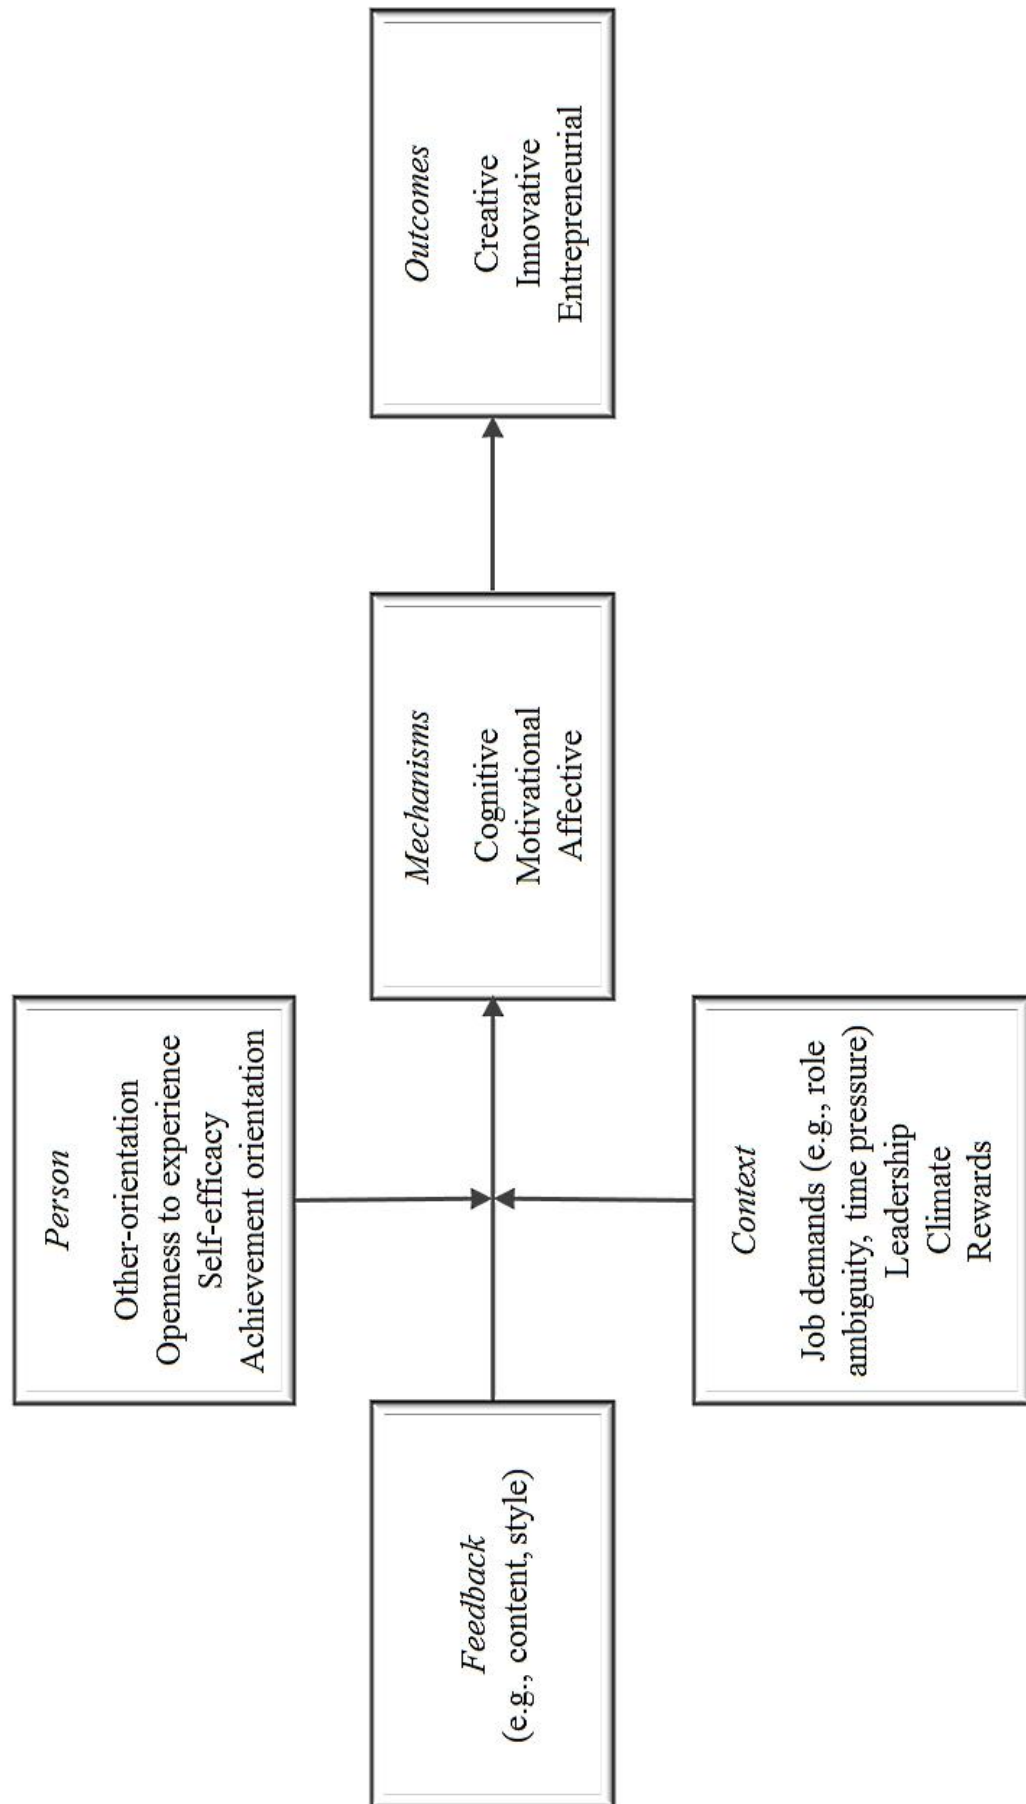 Person
Other-orientation
Openness to experience
Self-efficacy
Achievement orientation
Feedback
(e.g., content, style)
Mechanisms
Cognitive
Motivational
Affective
Outcomes
Creative
Innovative
Entrepreneurial
Context
Job demands (e.g., role
ambiguity, time pressure)
Leadership
Climate
Rewards